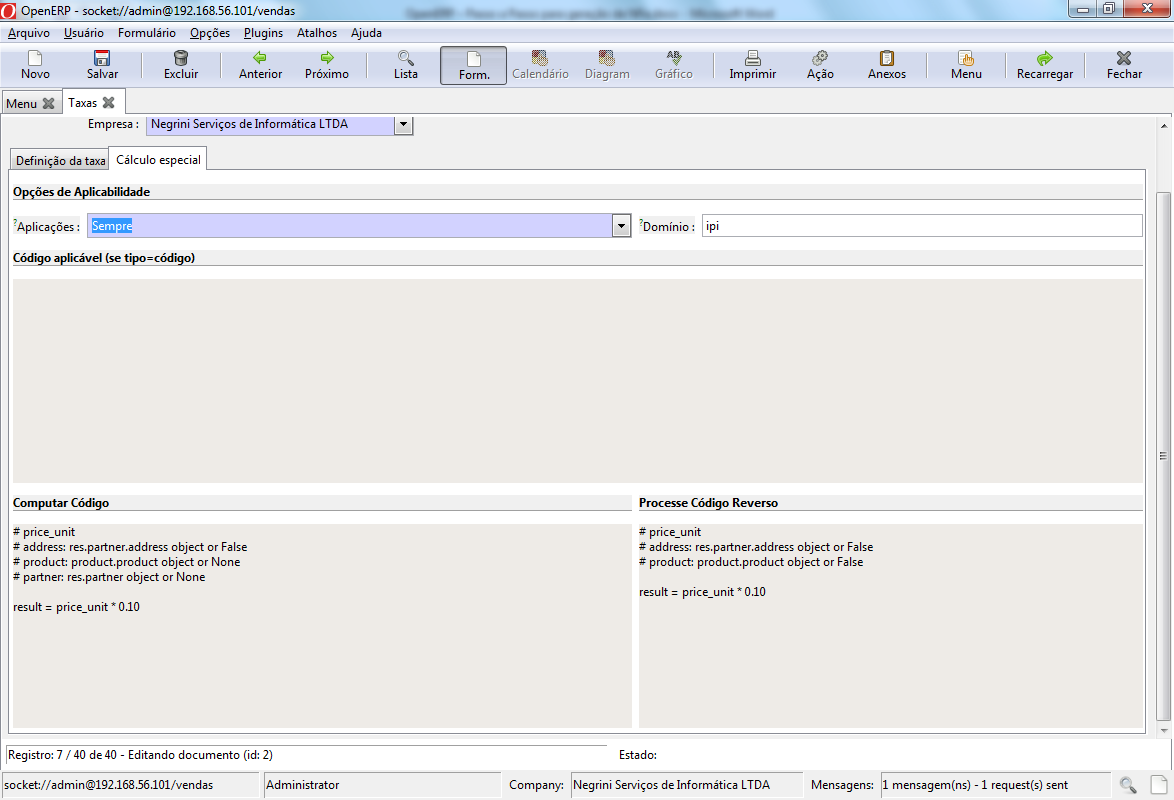 OpenERP - socket://admin@192.168.56.101/vendas
Arquivo Usuário Formulário Opções Plugins Atalhos Ajuda
Novo Salvar Excluir Anterior Próximo Lista Form. Calendário Diagram Gráfico Imprimir Ação Anexos Menu Recarregar Fechar
Menu Taxas
Empresa : Negrini Serviços de Informática LTDA
Definição da taxa Cálculo especial
Opções de Aplicabilidade
?Aplicações : Sempre ?Domínio : ipi
Código aplicável (se tipo=código)
Computar Código
# price_unit
# address: res.partner.address object or False
# product: product.product object or None
# partner: res.partner object or None
result = price_unit * 0.10
Processe Código Reverso
# price_unit
# address: res.partner.address object or False
# product: product.product object or False
result = price_unit * 0.10
Registro: 7 / 40 de 40 - Editando documento (id: 2) Estado:
socket://admin@192.168.56.101/vendas Administrator Company: Negrini Serviços de Informática LTDA Mensagens: 1 mensagem(ns) - 1 request(s) sent